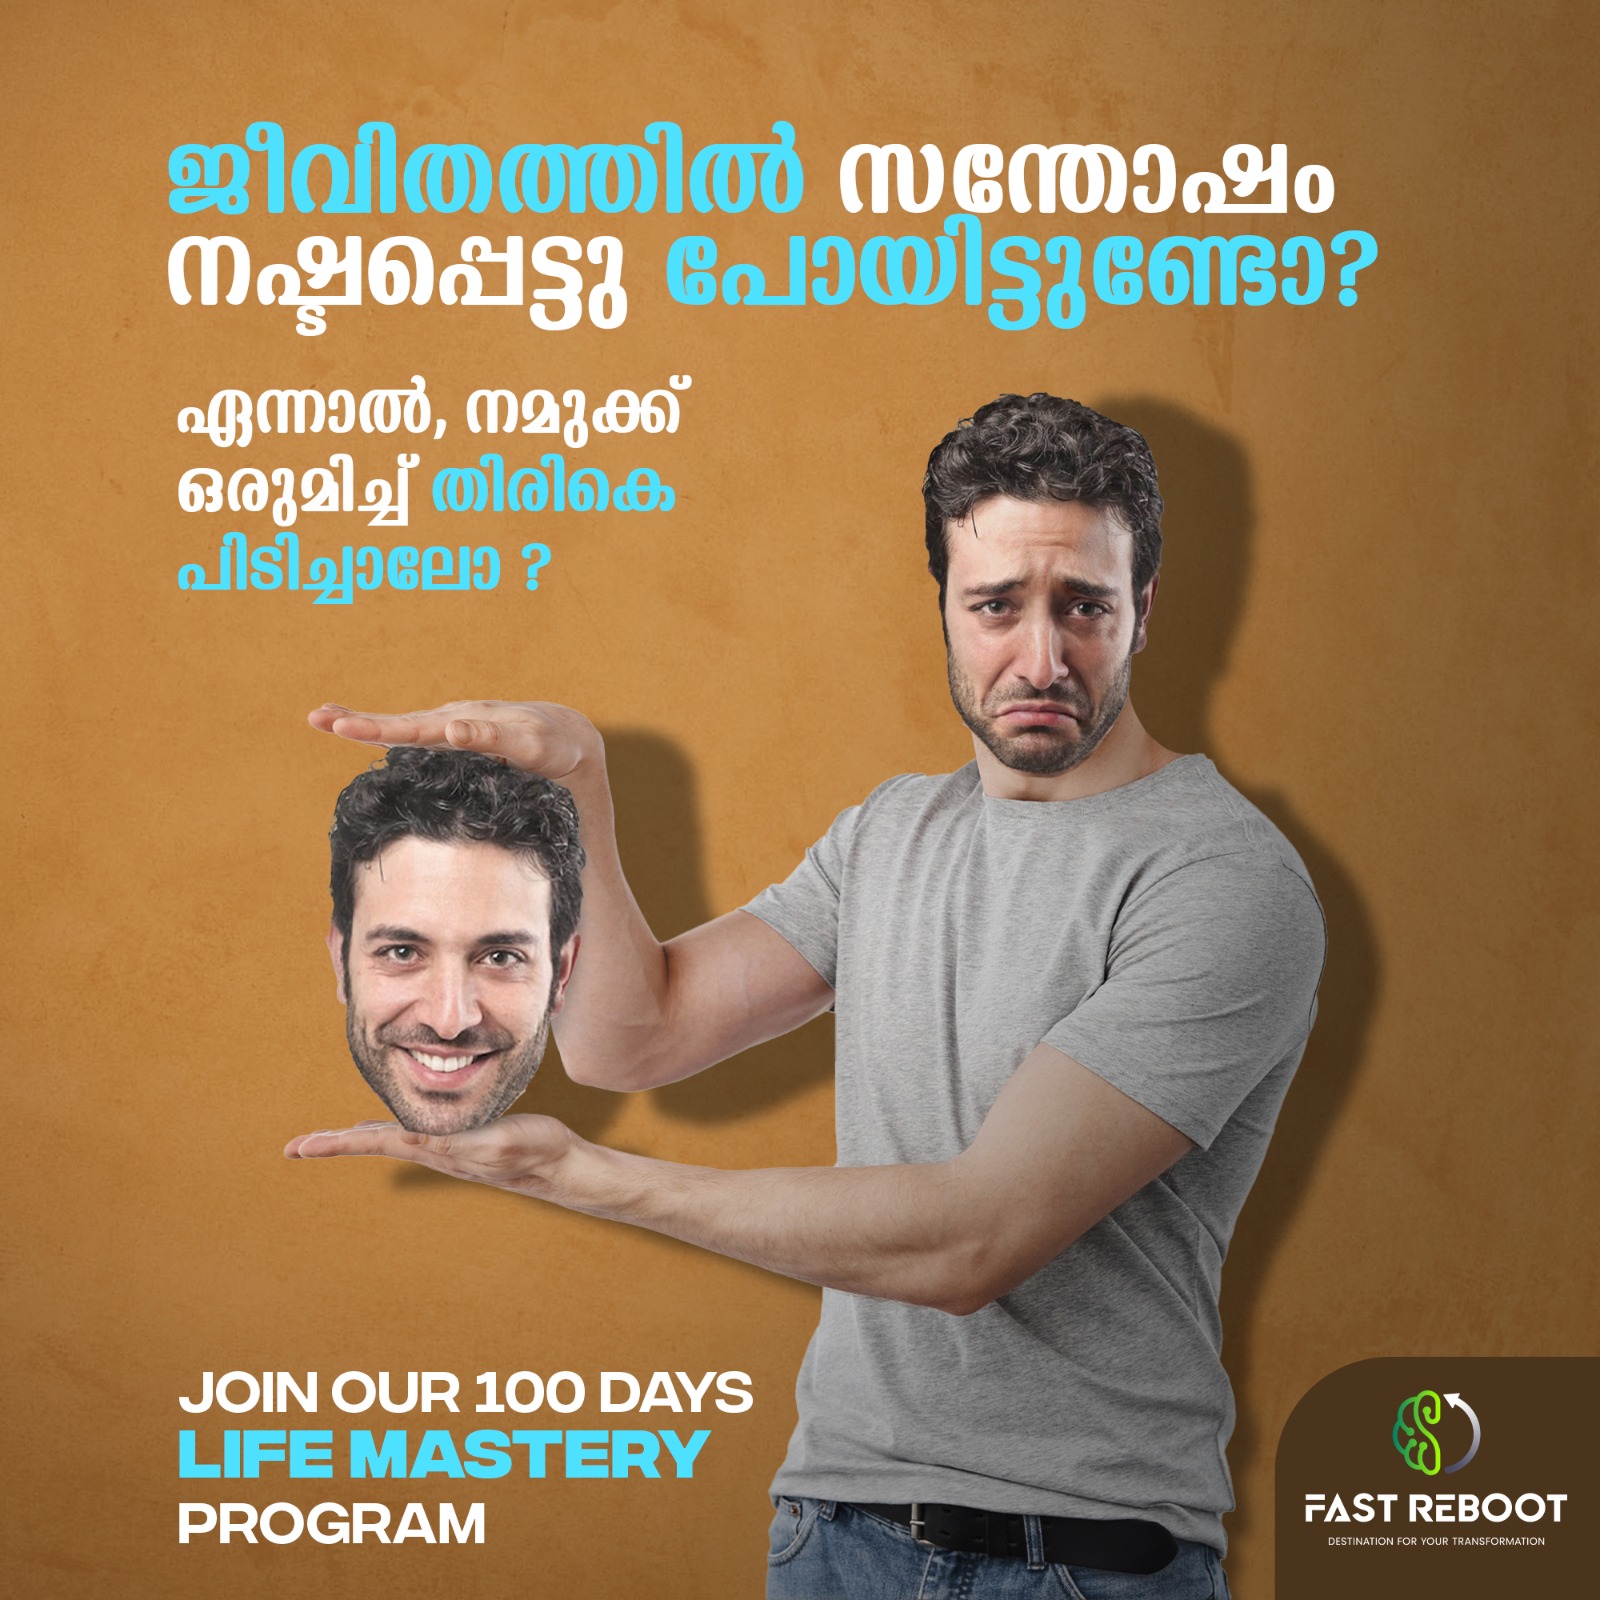 ജീവിതത്തിൽ സന്തോഷം
നഷ്ടപ്പെട്ടു പോയിട്ടുണ്ടോ?
ഏന്നാൽ, നമുക്ക്
ഒരുമിച്ച് തിരികെ
പിടിച്ചാലോ ?
JOIN OUR 100 DAYS
LIFE MASTERY
PROGRAM
FAST REBOOT
DESTINATION FOR YOUR TRANSFORMATION